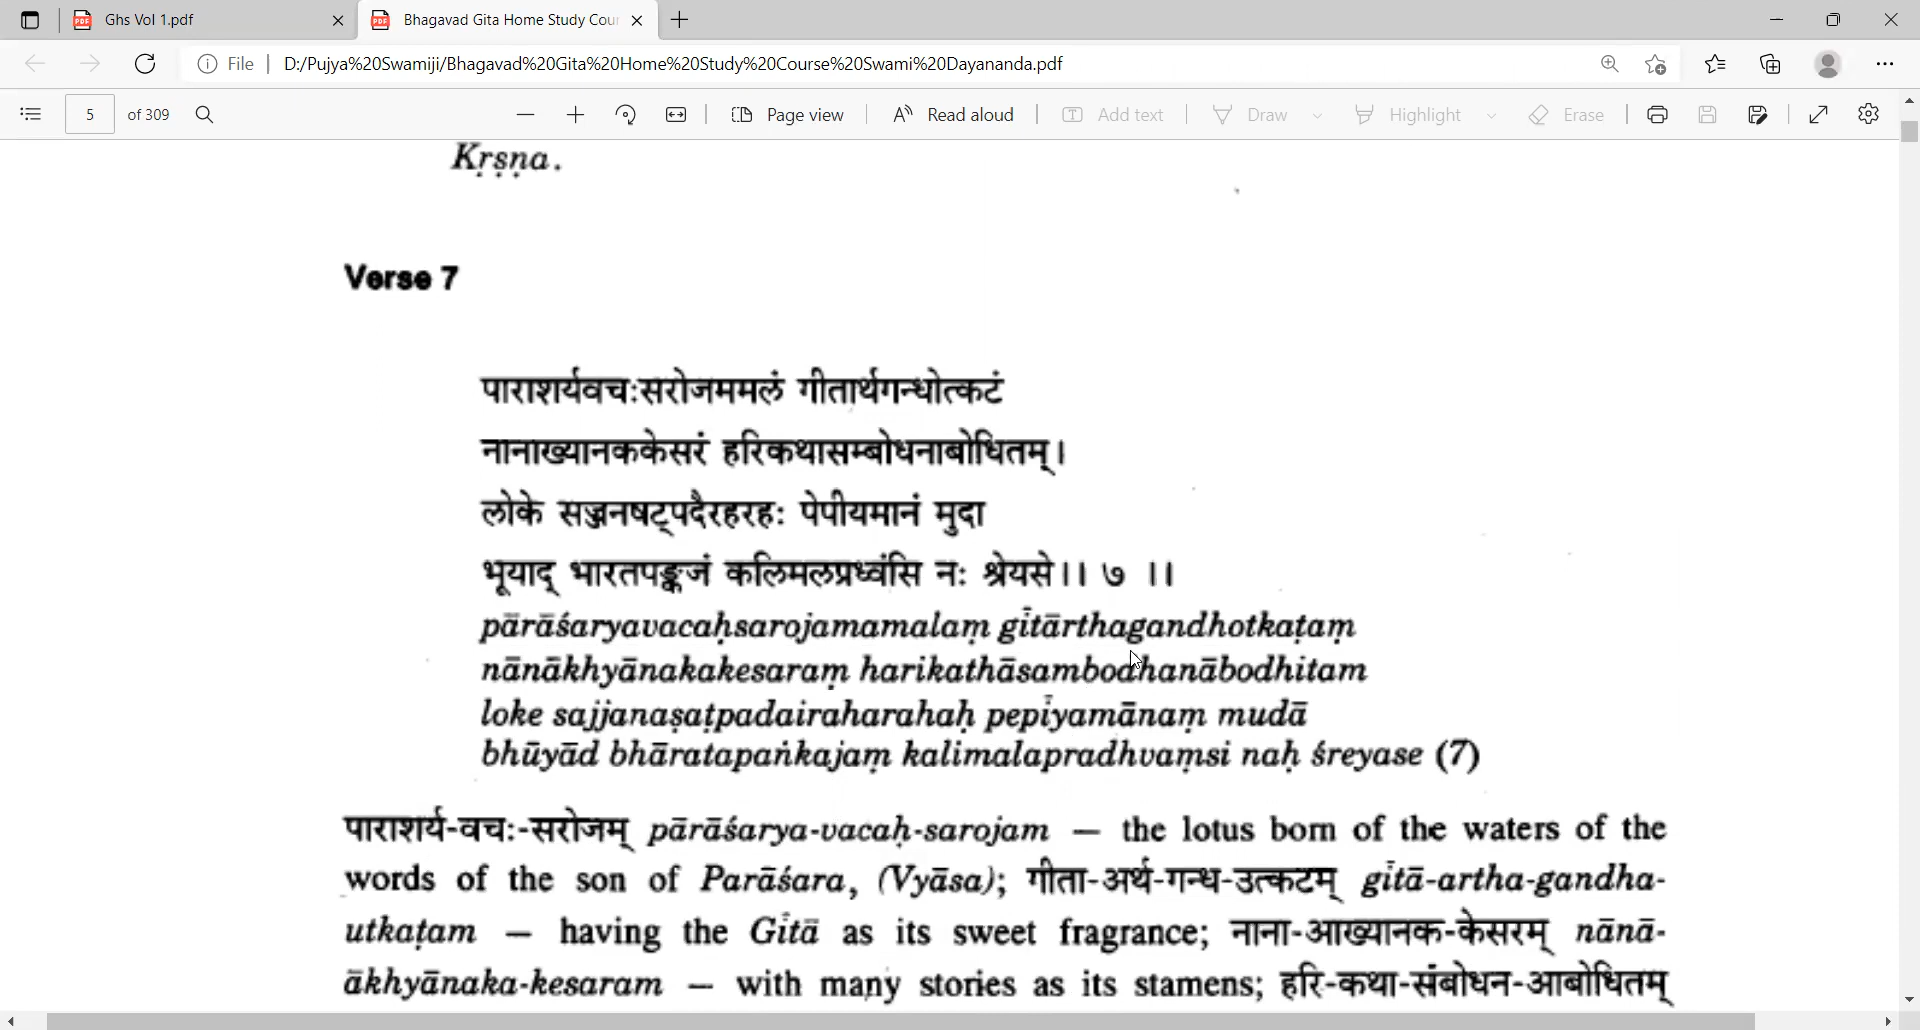 Ghs Vol 1.pdf
Bhagavad Gita Home Study Cour
File
D:/Pujya%20Swamiji/Bhagavad%20Gita%20Home%20Study%20Course%20Swami%20Dayananda.pdf
5 of 309
Page view
Read aloud
Add text
Draw
Highlight
Erase
Kṛṣṇa.
Verse 7
पाराशर्यवचःसरोजममलं गीतार्थगन्धोत्कटं
नानाख्यानककेसरं हरिकथासम्बोधनाबोधितम्।
लोके सज्जनषट्पदैरहरहः पेपीयमानं मुदा
भूयाद् भारतपङ्कजं कलिमलप्रध्वंसि नः श्रेयसे।। ७ ।।
pārāśaryavacaḥsarojamamalaṃ gītārthagandhotkaṭaṃ
nānākhyānakakesaraṃ harikathāsambodhanābodhitam
loke sajjanaṣaṭpadairaharahaḥ pepīyamānaṃ mudā
bhūyād bhāratapaṅkajaṃ kalimalapradhvaṃsi naḥ śreyase (7)
पाराशर्य-वचः-सरोजम् pārāśarya-vacaḥ-sarojam — the lotus born of the waters of the
words of the son of Parāśara, (Vyāsa); गीता-अर्थ-गन्ध-उत्कटम् gītā-artha-gandha-
utkaṭam — having the Gītā as its sweet fragrance; नाना-आख्यानक-केसरम् nānā-
ākhyānaka-kesaram — with many stories as its stamens; हरि-कथा-संबोधन-आबोधितम्